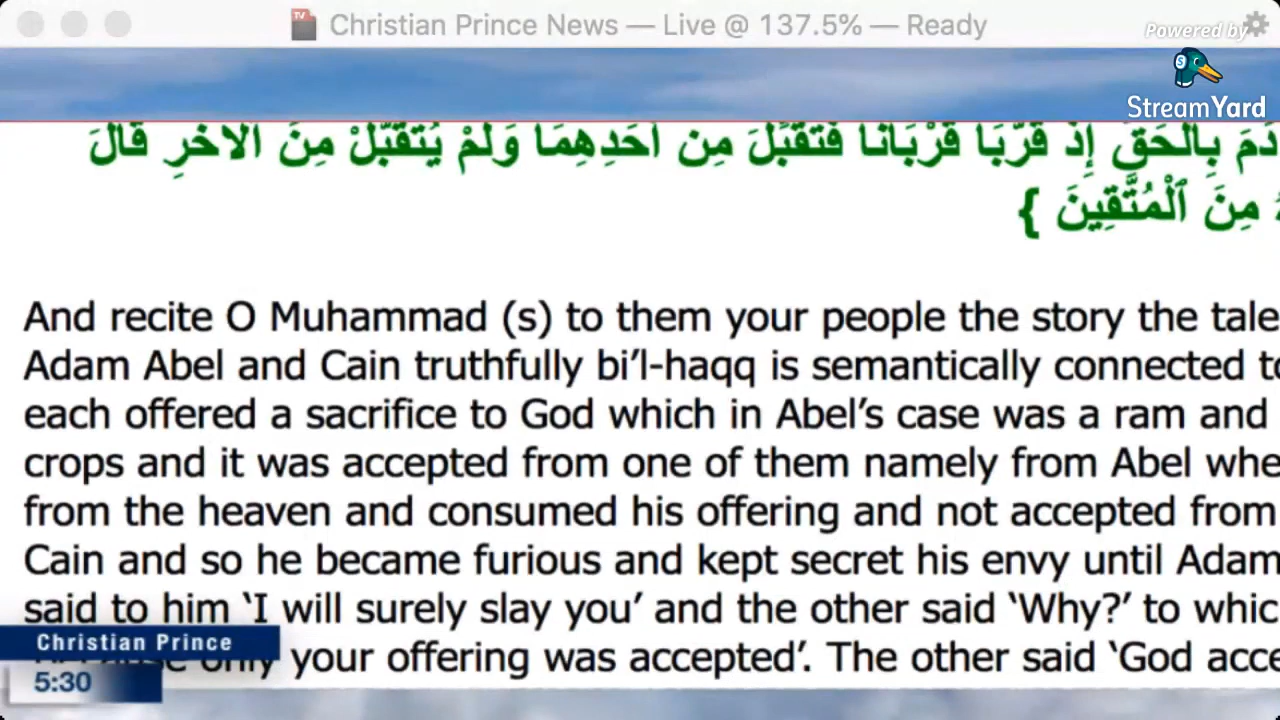 Christian Prince News — Live @ 137.5% — Ready
Powered by
StreamYard
دَمَ بِٱلْحَقِّ إِذْ قَرَّبَا قُرْبَاناً فَتُقُبِّلَ مِن أَحَدِهِمَا وَلَمْ يُتَقَبَّلْ مِنَ ٱلآخَرِ قَالَ
مِنَ ٱلْمُتَّقِينَ }
And recite O Muhammad (s) to them your people the story the tale
Adam Abel and Cain truthfully bi’l-haqq is semantically connected to
each offered a sacrifice to God which in Abel’s case was a ram and
crops and it was accepted from one of them namely from Abel whe
from the heaven and consumed his offering and not accepted from
Cain and so he became furious and kept secret his envy until Adam
said to him ‘I will surely slay you’ and the other said ‘Why?’ to whic
only your offering was accepted’. The other said ‘God acce
Christian Prince
5:30